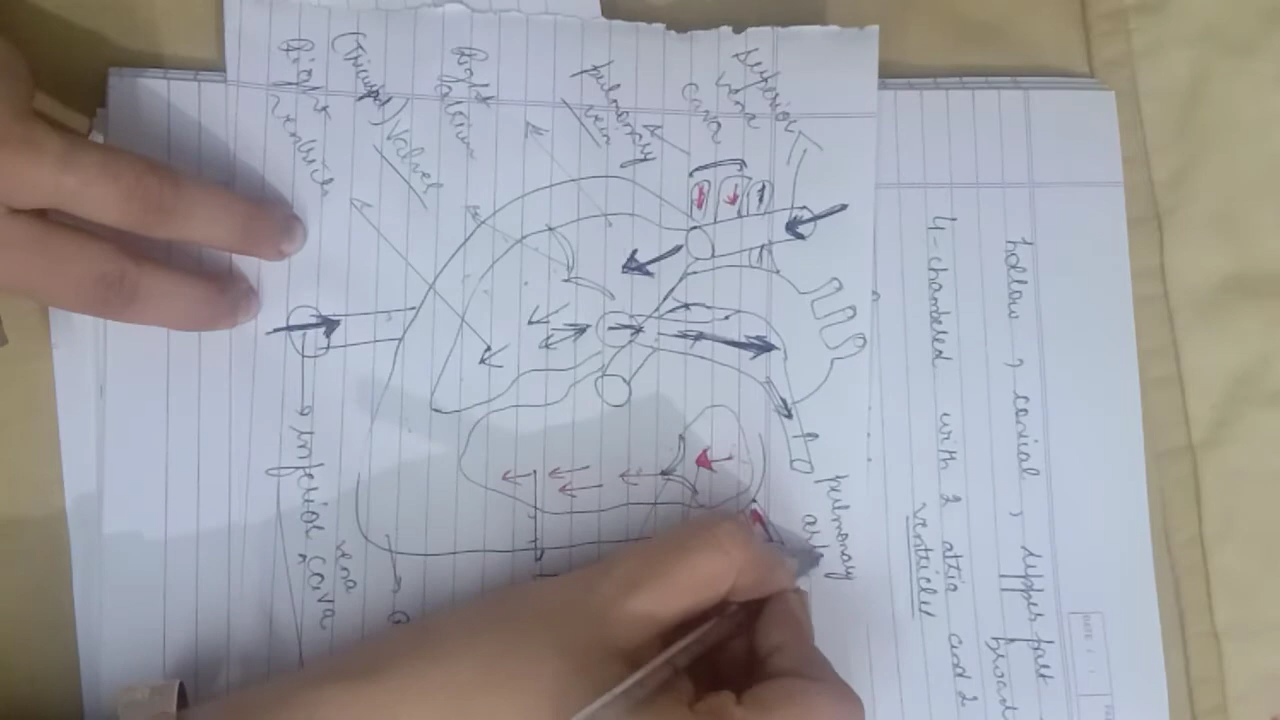 hollow, conical, upper part broad
4-chambered with 2 atria and 2
ventricles
Superior
vena
cava
pulmonary
vein
Right
atrium
(Tricuspid) Valves
Right
ventricle
pulmonary
Inferior cava
vena
DATE